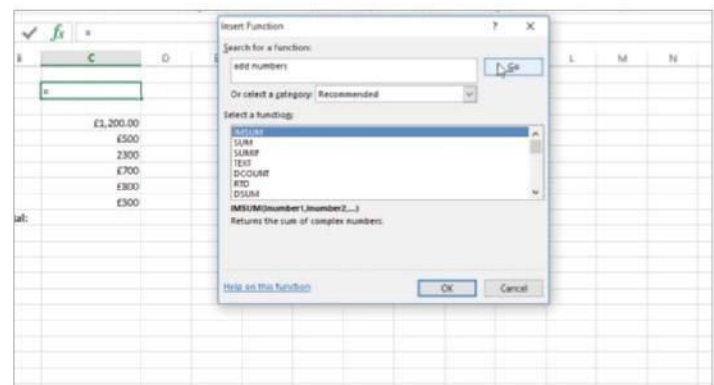 Insert Function ? ×
fx =
Search for a function:
C D L M N
add numbers Go
=
Or select a category: Recommended
Select a function:
£1,200.00
IMSUM
£500
SUM
2300
SUMIF
£700
TEXT
£800
DCOUNT
£300
RTD
DSUM
IMSUM(inumber1,inumber2,...)
Returns the sum of complex numbers.
Help on this function OK Cancel